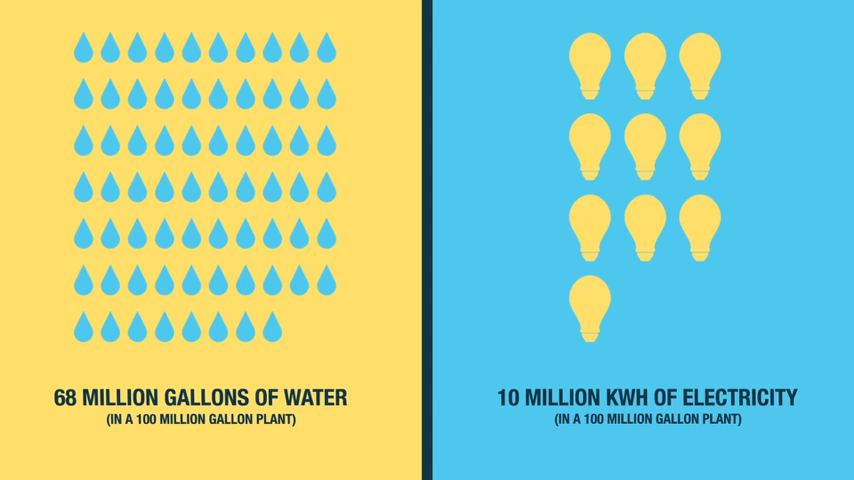 68 MILLION GALLONS OF WATER
(IN A 100 MILLION GALLON PLANT)
10 MILLION KWH OF ELECTRICITY
(IN A 100 MILLION GALLON PLANT)